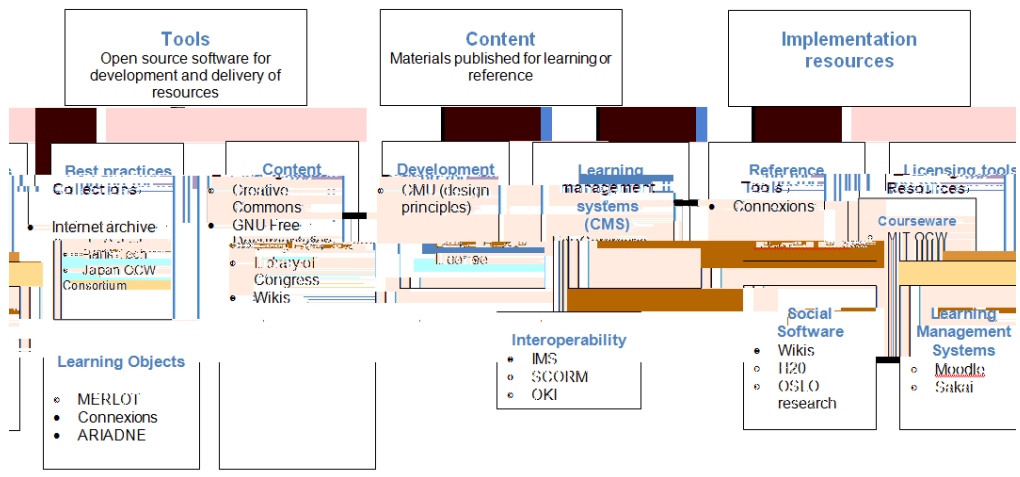 Tools
Open source software for
development and delivery of
resources
Content
Materials published for learning or
reference
Implementation
resources
Best practices
Collections
Internet archive
Japan OCW
Consortium
Content
Creative
Commons
GNU Free
Library of
Congress
Wikis
Development
CMU (design
principles)
Learning
management
systems
(CMS)
Reference
Tools
Connexions
Licensing tools
Resources
Courseware
MIT OCW
Learning Objects
MERLOT
Connexions
ARIADNE
Interoperability
IMS
SCORM
OKI
Social
Software
Wikis
H20
OSLO
research
Learning
Management
Systems
Moodle
Sakai